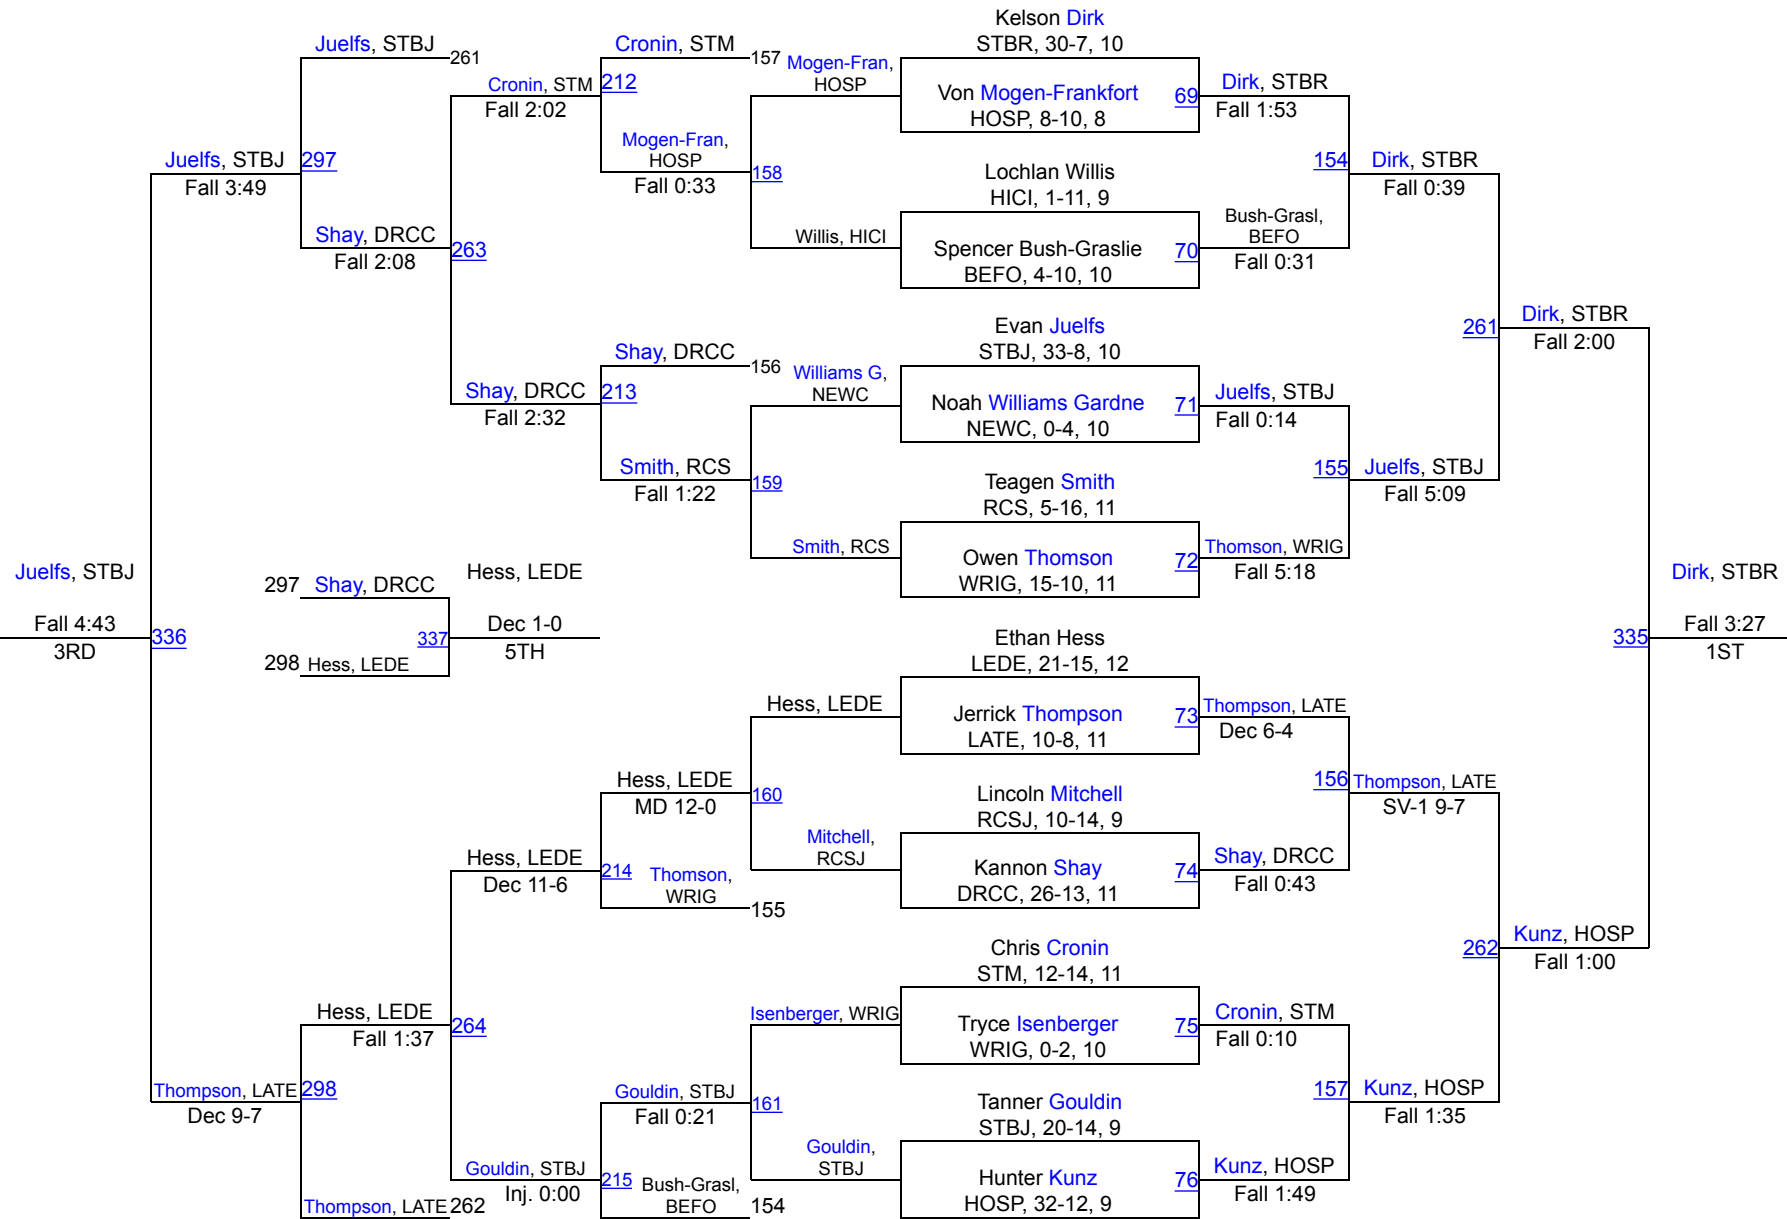 Juelfs, STBJ
261
Juelfs, STBJ
297
Fall 3:49
Shay, DRCC
Fall 2:08
263
Cronin, STM
Fall 2:02
Cronin, STM
157
212
Mogen-Fran,
HOSP
Fall 0:33
158
Mogen-Fran,
HOSP
Willis, HICI
Shay, DRCC
Fall 2:32
Shay, DRCC
156
213
Smith, RCS
Fall 1:22
159
Williams G,
NEWC
Smith, RCS
Kelson Dirk
STBR, 30-7, 10
Von Mogen-Frankfort
HOSP, 8-10, 8
69
Lochlan Willis
HICI, 1-11, 9
Spencer Bush-Graslie
BEFO, 4-10, 10
70
Evan Juelfs
STBJ, 33-8, 10
Noah Williams Gardne
NEWC, 0-4, 10
71
Teagen Smith
RCS, 5-16, 11
Owen Thomson
WRIG, 15-10, 11
72
Dirk, STBR
Fall 1:53
154
Bush-Grasl,
BEFO
Fall 0:31
Dirk, STBR
Fall 0:39
Juelfs, STBJ
Fall 0:14
155
Thomson, WRIG
Fall 5:18
Juelfs, STBJ
Fall 5:09
261
Dirk, STBR
Fall 2:00
Juelfs, STBJ
Fall 4:43
3RD
336
297
Shay, DRCC
337
298
Hess, LEDE
Hess, LEDE
Dec 1-0
5TH
335
Dirk, STBR
Fall 3:27
1ST
Ethan Hess
LEDE, 21-15, 12
Jerrick Thompson
LATE, 10-8, 11
73
Lincoln Mitchell
RCSJ, 10-14, 9
Kannon Shay
DRCC, 26-13, 11
74
Chris Cronin
STM, 12-14, 11
Tryce Isenberger
WRIG, 0-2, 10
75
Tanner Gouldin
STBJ, 20-14, 9
Hunter Kunz
HOSP, 32-12, 9
76
Thompson, LATE
Dec 6-4
156
Shay, DRCC
Fall 0:43
Thompson, LATE
SV-1 9-7
Cronin, STM
Fall 0:10
157
Kunz, HOSP
Fall 1:49
Kunz, HOSP
Fall 1:35
262
Kunz, HOSP
Fall 1:00
Hess, LEDE
Mitchell,
RCSJ
160
Hess, LEDE
MD 12-0
214
Thomson,
WRIG
155
Hess, LEDE
Dec 11-6
264
Hess, LEDE
Fall 1:37
298
Thompson, LATE
Dec 9-7
Thompson, LATE
262
Isenberger, WRIG
Gouldin,
STBJ
161
Gouldin, STBJ
Fall 0:21
215
Bush-Grasl,
BEFO
154
Gouldin, STBJ
Inj. 0:00